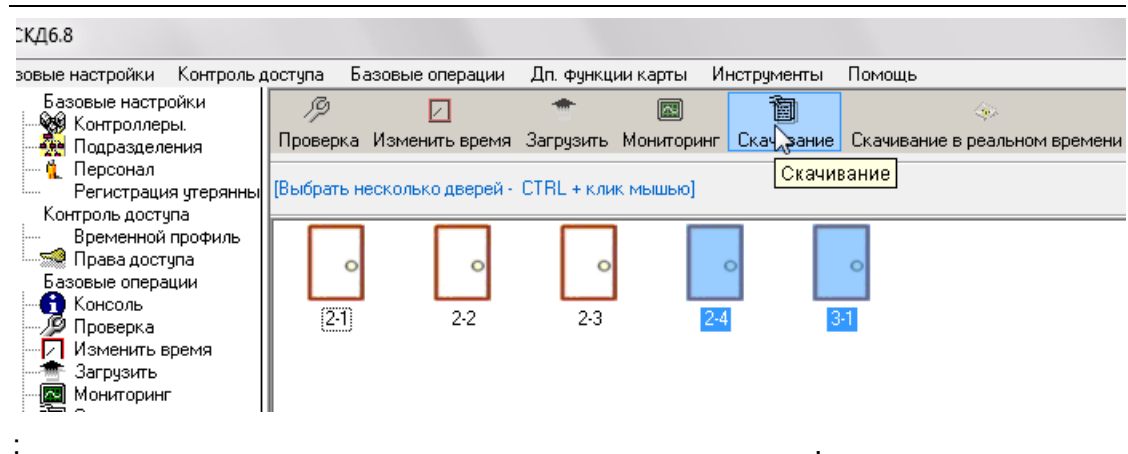 СКД6.8
зовые настройки Контроль доступа Базовые операции Дп. функции карты Инструменты Помощь
Базовые настройки
Контроллеры.
Подразделения
Персонал
Регистрация утерянны
Контроль доступа
Временной профиль
Права доступа
Базовые операции
Консоль
Проверка
Изменить время
Загрузить
Мониторинг
Проверка Изменить время Загрузить Мониторинг Скачивание Скачивание в реальном времени
Скачивание
[Выбрать несколько дверей - CTRL + клик мышью]
2-1 2-2 2-3 2-4 3-1